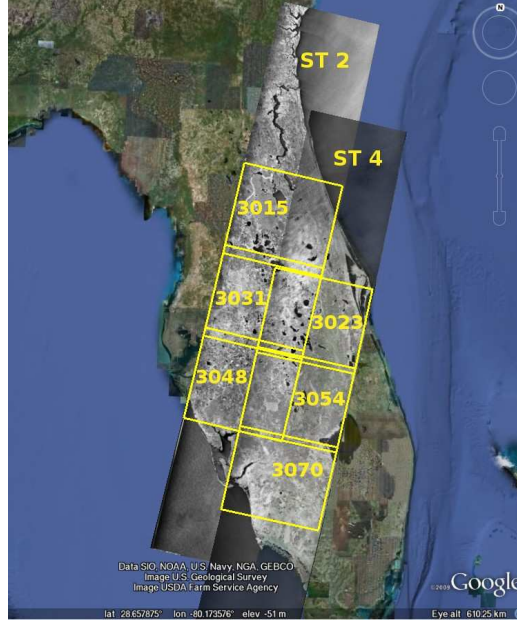 N
ST 2
ST 4
3015
3031
3023
3048
3054
3070
Data SIO, NOAA, U.S. Navy, NGA, GEBCO
Image U.S. Geological Survey
Image USDA Farm Service Agency
©2009 Google
lat 28.657875° lon -80.173576° elev -51 m
Eye alt 610.25 km